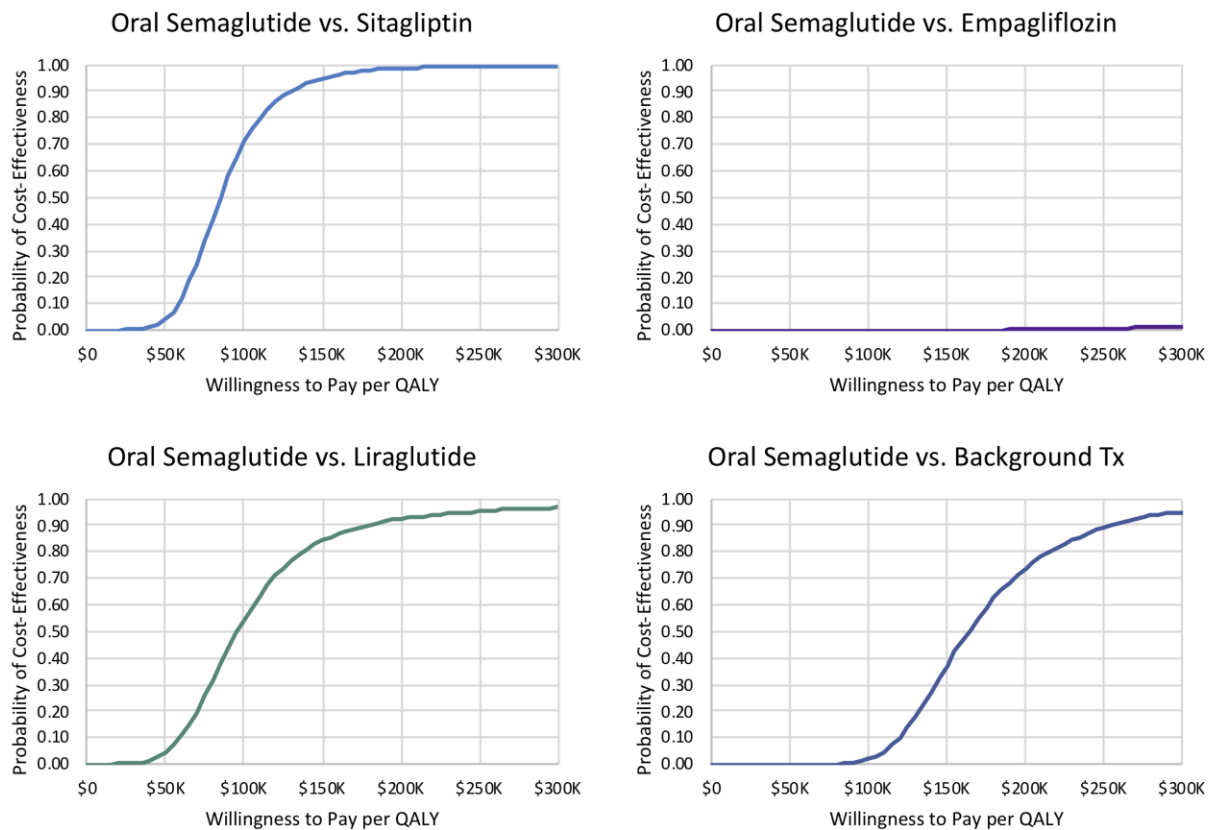 Oral Semaglutide vs. Sitagliptin
Probability of Cost-Effectiveness
1.00
0.90
0.80
0.70
0.60
0.50
0.40
0.30
0.20
0.10
0.00
$0 $50K $100K $150K $200K $250K $300K
Willingness to Pay per QALY
Oral Semaglutide vs. Empagliflozin
Probability of Cost-Effectiveness
1.00
0.90
0.80
0.70
0.60
0.50
0.40
0.30
0.20
0.10
0.00
$0 $50K $100K $150K $200K $250K $300K
Willingness to Pay per QALY
Oral Semaglutide vs. Liraglutide
Probability of Cost-Effectiveness
1.00
0.90
0.80
0.70
0.60
0.50
0.40
0.30
0.20
0.10
0.00
$0 $50K $100K $150K $200K $250K $300K
Willingness to Pay per QALY
Oral Semaglutide vs. Background Tx
Probability of Cost-Effectiveness
1.00
0.90
0.80
0.70
0.60
0.50
0.40
0.30
0.20
0.10
0.00
$0 $50K $100K $150K $200K $250K $300K
Willingness to Pay per QALY